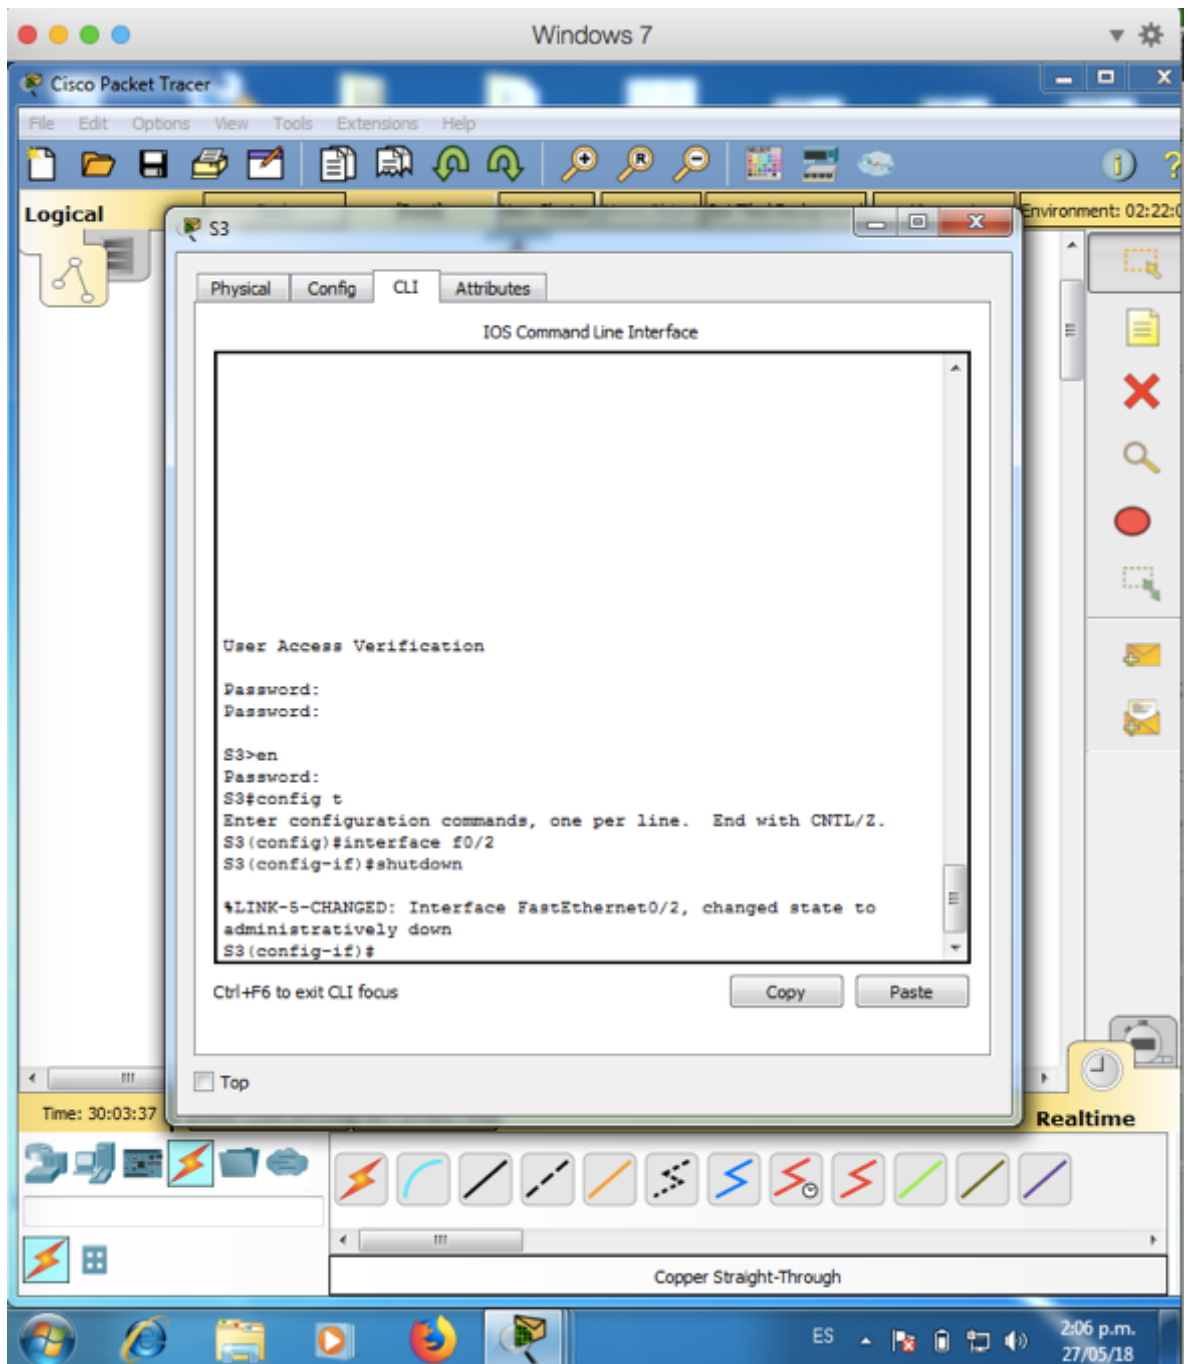 Windows 7
Cisco Packet Tracer
File Edit Options View Tools Extensions Help
Logical
Environment: 02:22:0
S3
Physical Config CLI Attributes
IOS Command Line Interface
User Access Verification
Password:
Password:
S3>en
Password:
S3#config t
Enter configuration commands, one per line. End with CNTL/Z.
S3(config)#interface f0/2
S3(config-if)#shutdown
%LINK-5-CHANGED: Interface FastEthernet0/2, changed state to
administratively down
S3(config-if)#
Ctrl+F6 to exit CLI focus
Copy Paste
Top
Time: 30:03:37
Realtime
Copper Straight-Through
ES
2:06 p.m.
27/05/18